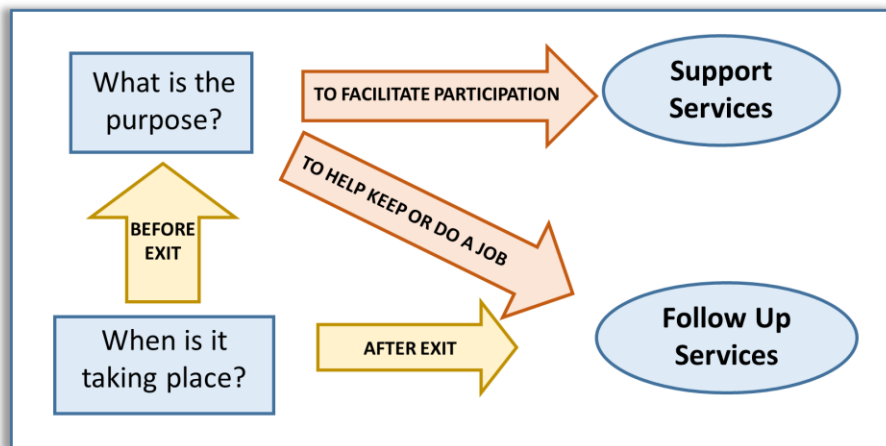 What is the
purpose?
TO FACILITATE PARTICIPATION
Support
Services
TO HELP KEEP OR DO A JOB
BEFORE
EXIT
When is it
taking place?
AFTER EXIT
Follow Up
Services